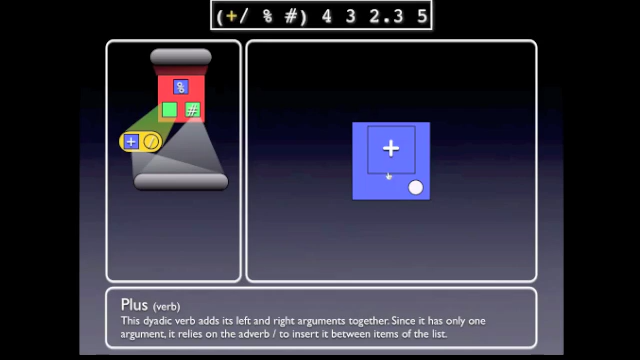 (+/ % #) 4 3 2.3 5
%
#
+ /
+
Plus (verb)
This dyadic verb adds its left and right arguments together. Since it has only one
argument, it relies on the adverb / to insert it between items of the list.